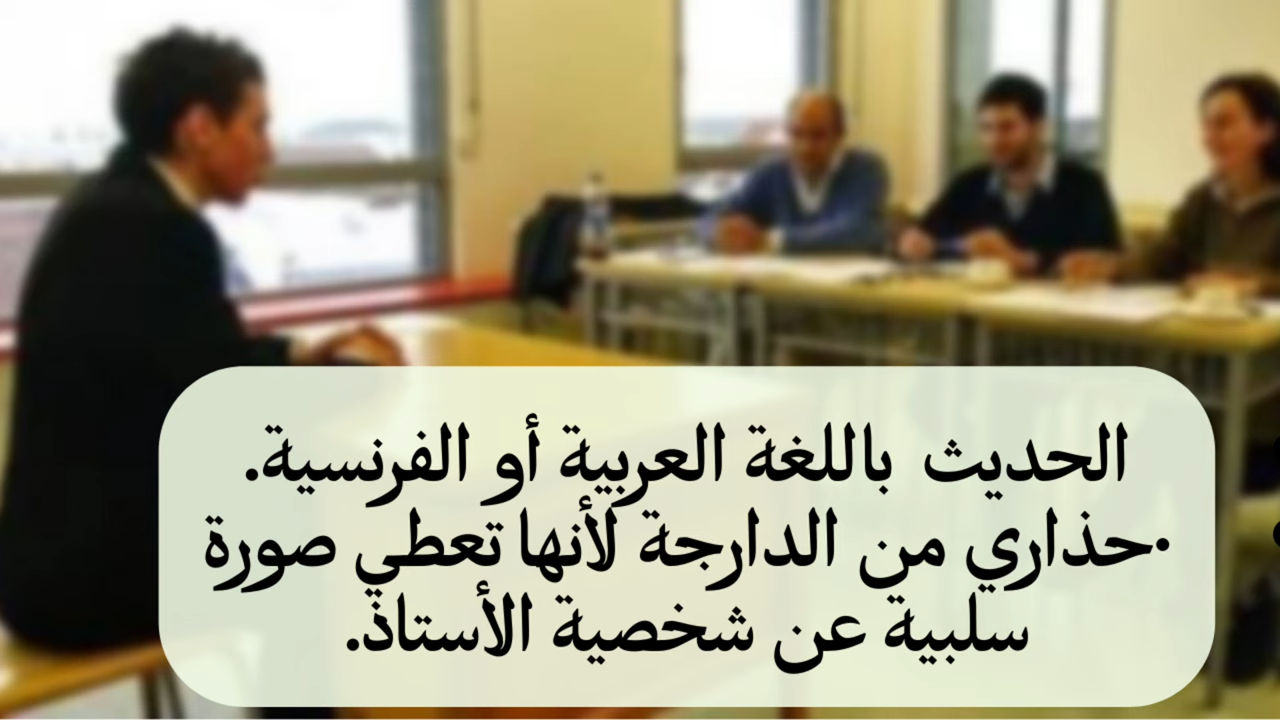 الحديث باللغة العربية أو الفرنسية.
•حذاري من الدارجة لأنها تعطي صورة
سلبية عن شخصية الأستاذ.